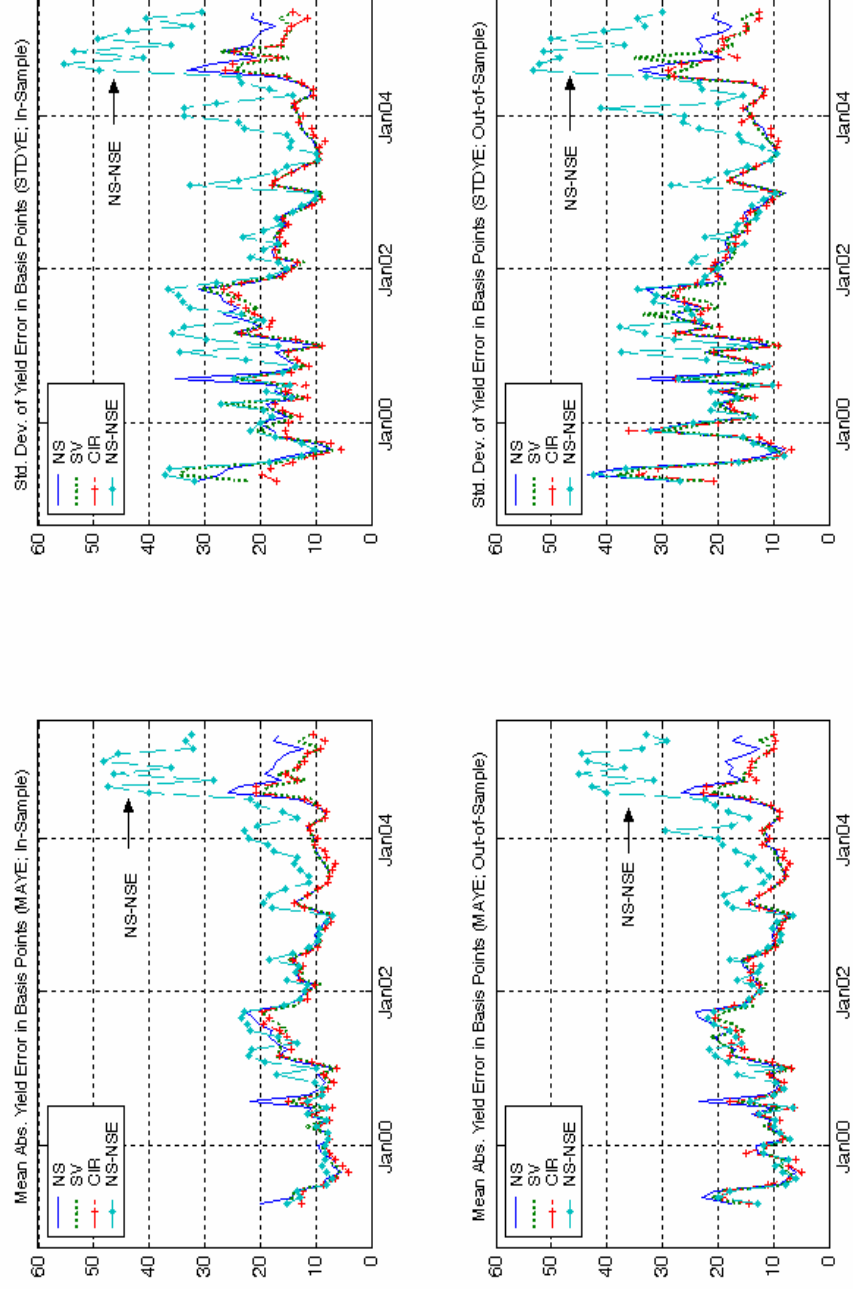 Mean Abs. Yield Error in Basis Points (MAYE; In-Sample)
60
50
40
30
20
10
0
NS
SV
CIR
NS-NSE
NS-NSE
Jan00
Jan02
Jan04
Std. Dev. of Yield Error in Basis Points (STDYE; In-Sample)
60
50
40
30
20
10
0
NS
SV
CIR
NS-NSE
NS-NSE
Jan00
Jan02
Jan04
Mean Abs. Yield Error in Basis Points (MAYE; Out-of-Sample)
60
50
40
30
20
10
0
NS
SV
CIR
NS-NSE
NS-NSE
Jan00
Jan02
Jan04
Std. Dev. of Yield Error in Basis Points (STDYE; Out-of-Sample)
60
50
40
30
20
10
0
NS
SV
CIR
NS-NSE
NS-NSE
Jan00
Jan02
Jan04